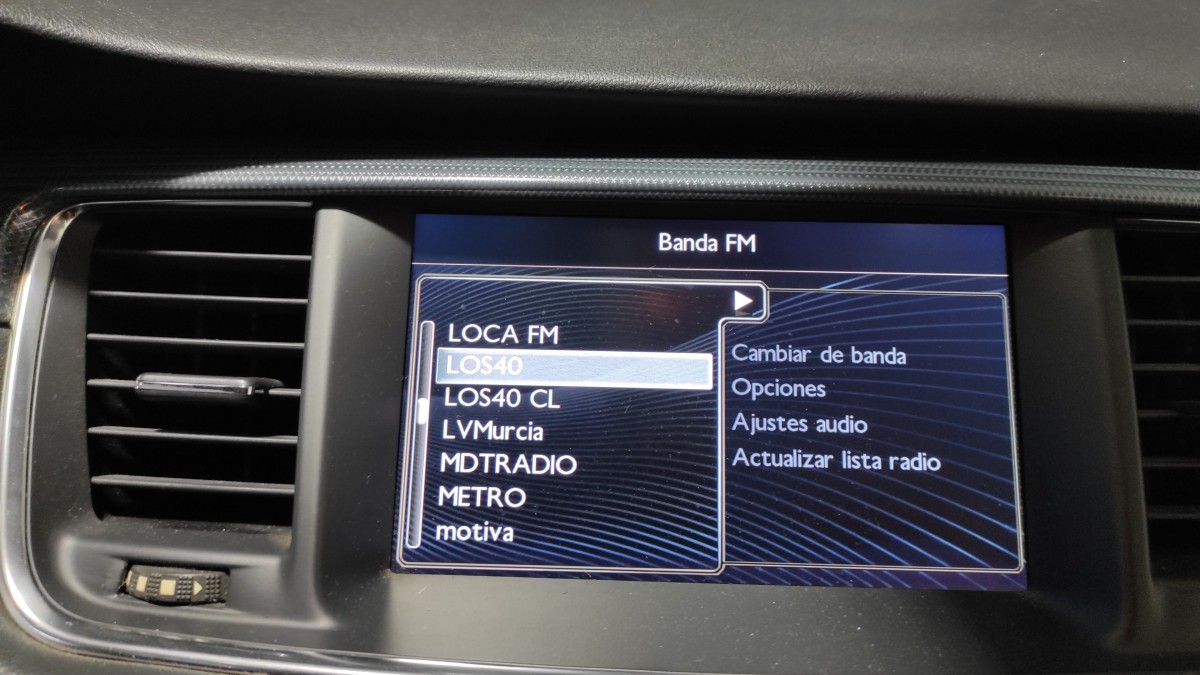 Banda FM
LOCA FM
LOS40
LOS40 CL
LVMurcia
MDTRADIO
METRO
motiva
Cambiar de banda
Opciones
Ajustes audio
Actualizar lista radio